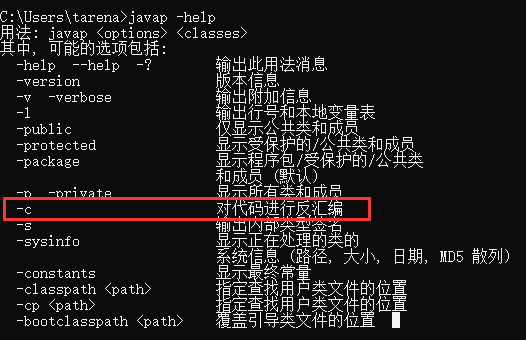 C:\Users\tarena>javap -help
用法: javap <options> <classes>
其中, 可能的选项包括:
-help --help -? 输出此用法消息
-version 版本信息
-v -verbose 输出附加信息
-l 输出行号和本地变量表
-public 仅显示公共类和成员
-protected 显示受保护的/公共类和成员
-package 显示程序包/受保护的/公共类
和成员 (默认)
-p -private 显示所有类和成员
-c 对代码进行反汇编
-s 输出内部类型签名
-sysinfo 显示正在处理的类的
系统信息 (路径, 大小, 日期, MD5 散列)
-constants 显示最终常量
-classpath <path> 指定查找用户类文件的位置
-cp <path> 指定查找用户类文件的位置
-bootclasspath <path> 覆盖引导类文件的位置